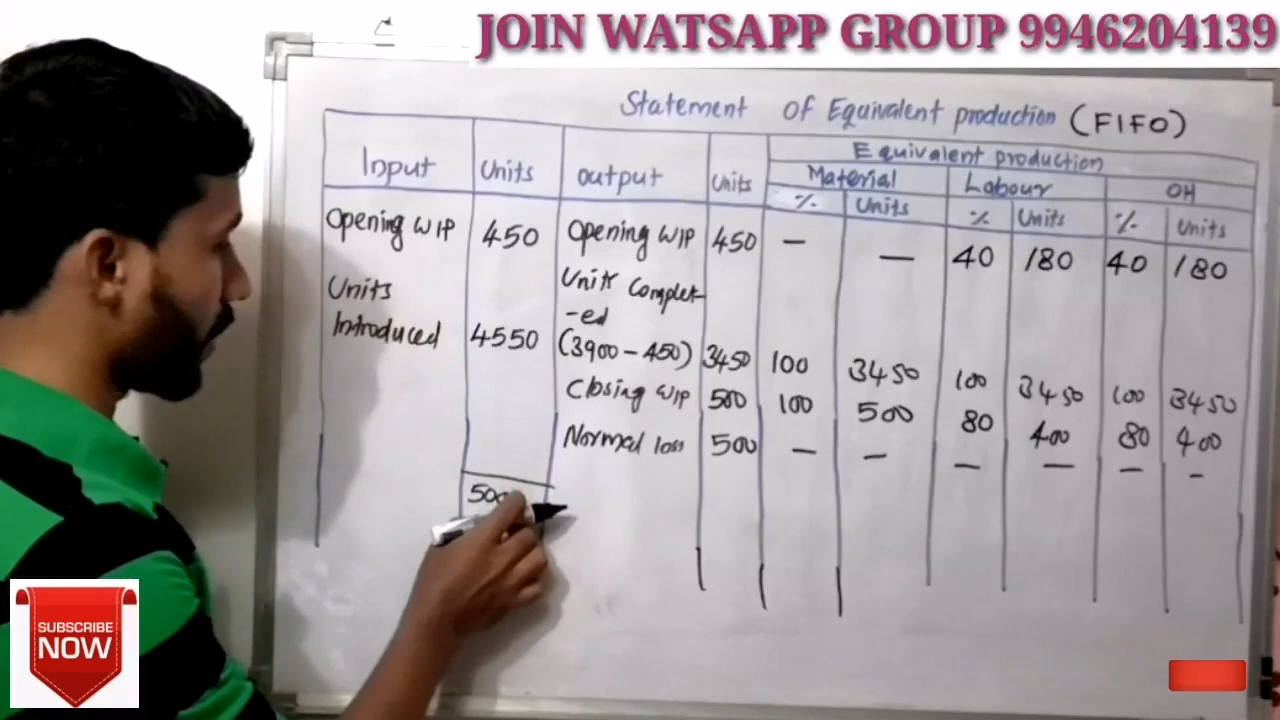 JOIN WATSAPP GROUP 9946204139
Statement of Equivalent production (FIFO)
Input Units output Units Equivalent production
Material Labour OH
% Units % Units % Units
Opening WIP 450 Opening WIP 450 — — 40 180 40 180
Units Units Complet-
Introduced 4550 -ed
(3900-450) 3450 100 3450 100 3450 100 3450
Closing WIP 500 100 500 80 400 80 400
Normal loss 500 — — — — — —
SUBSCRIBE
NOW